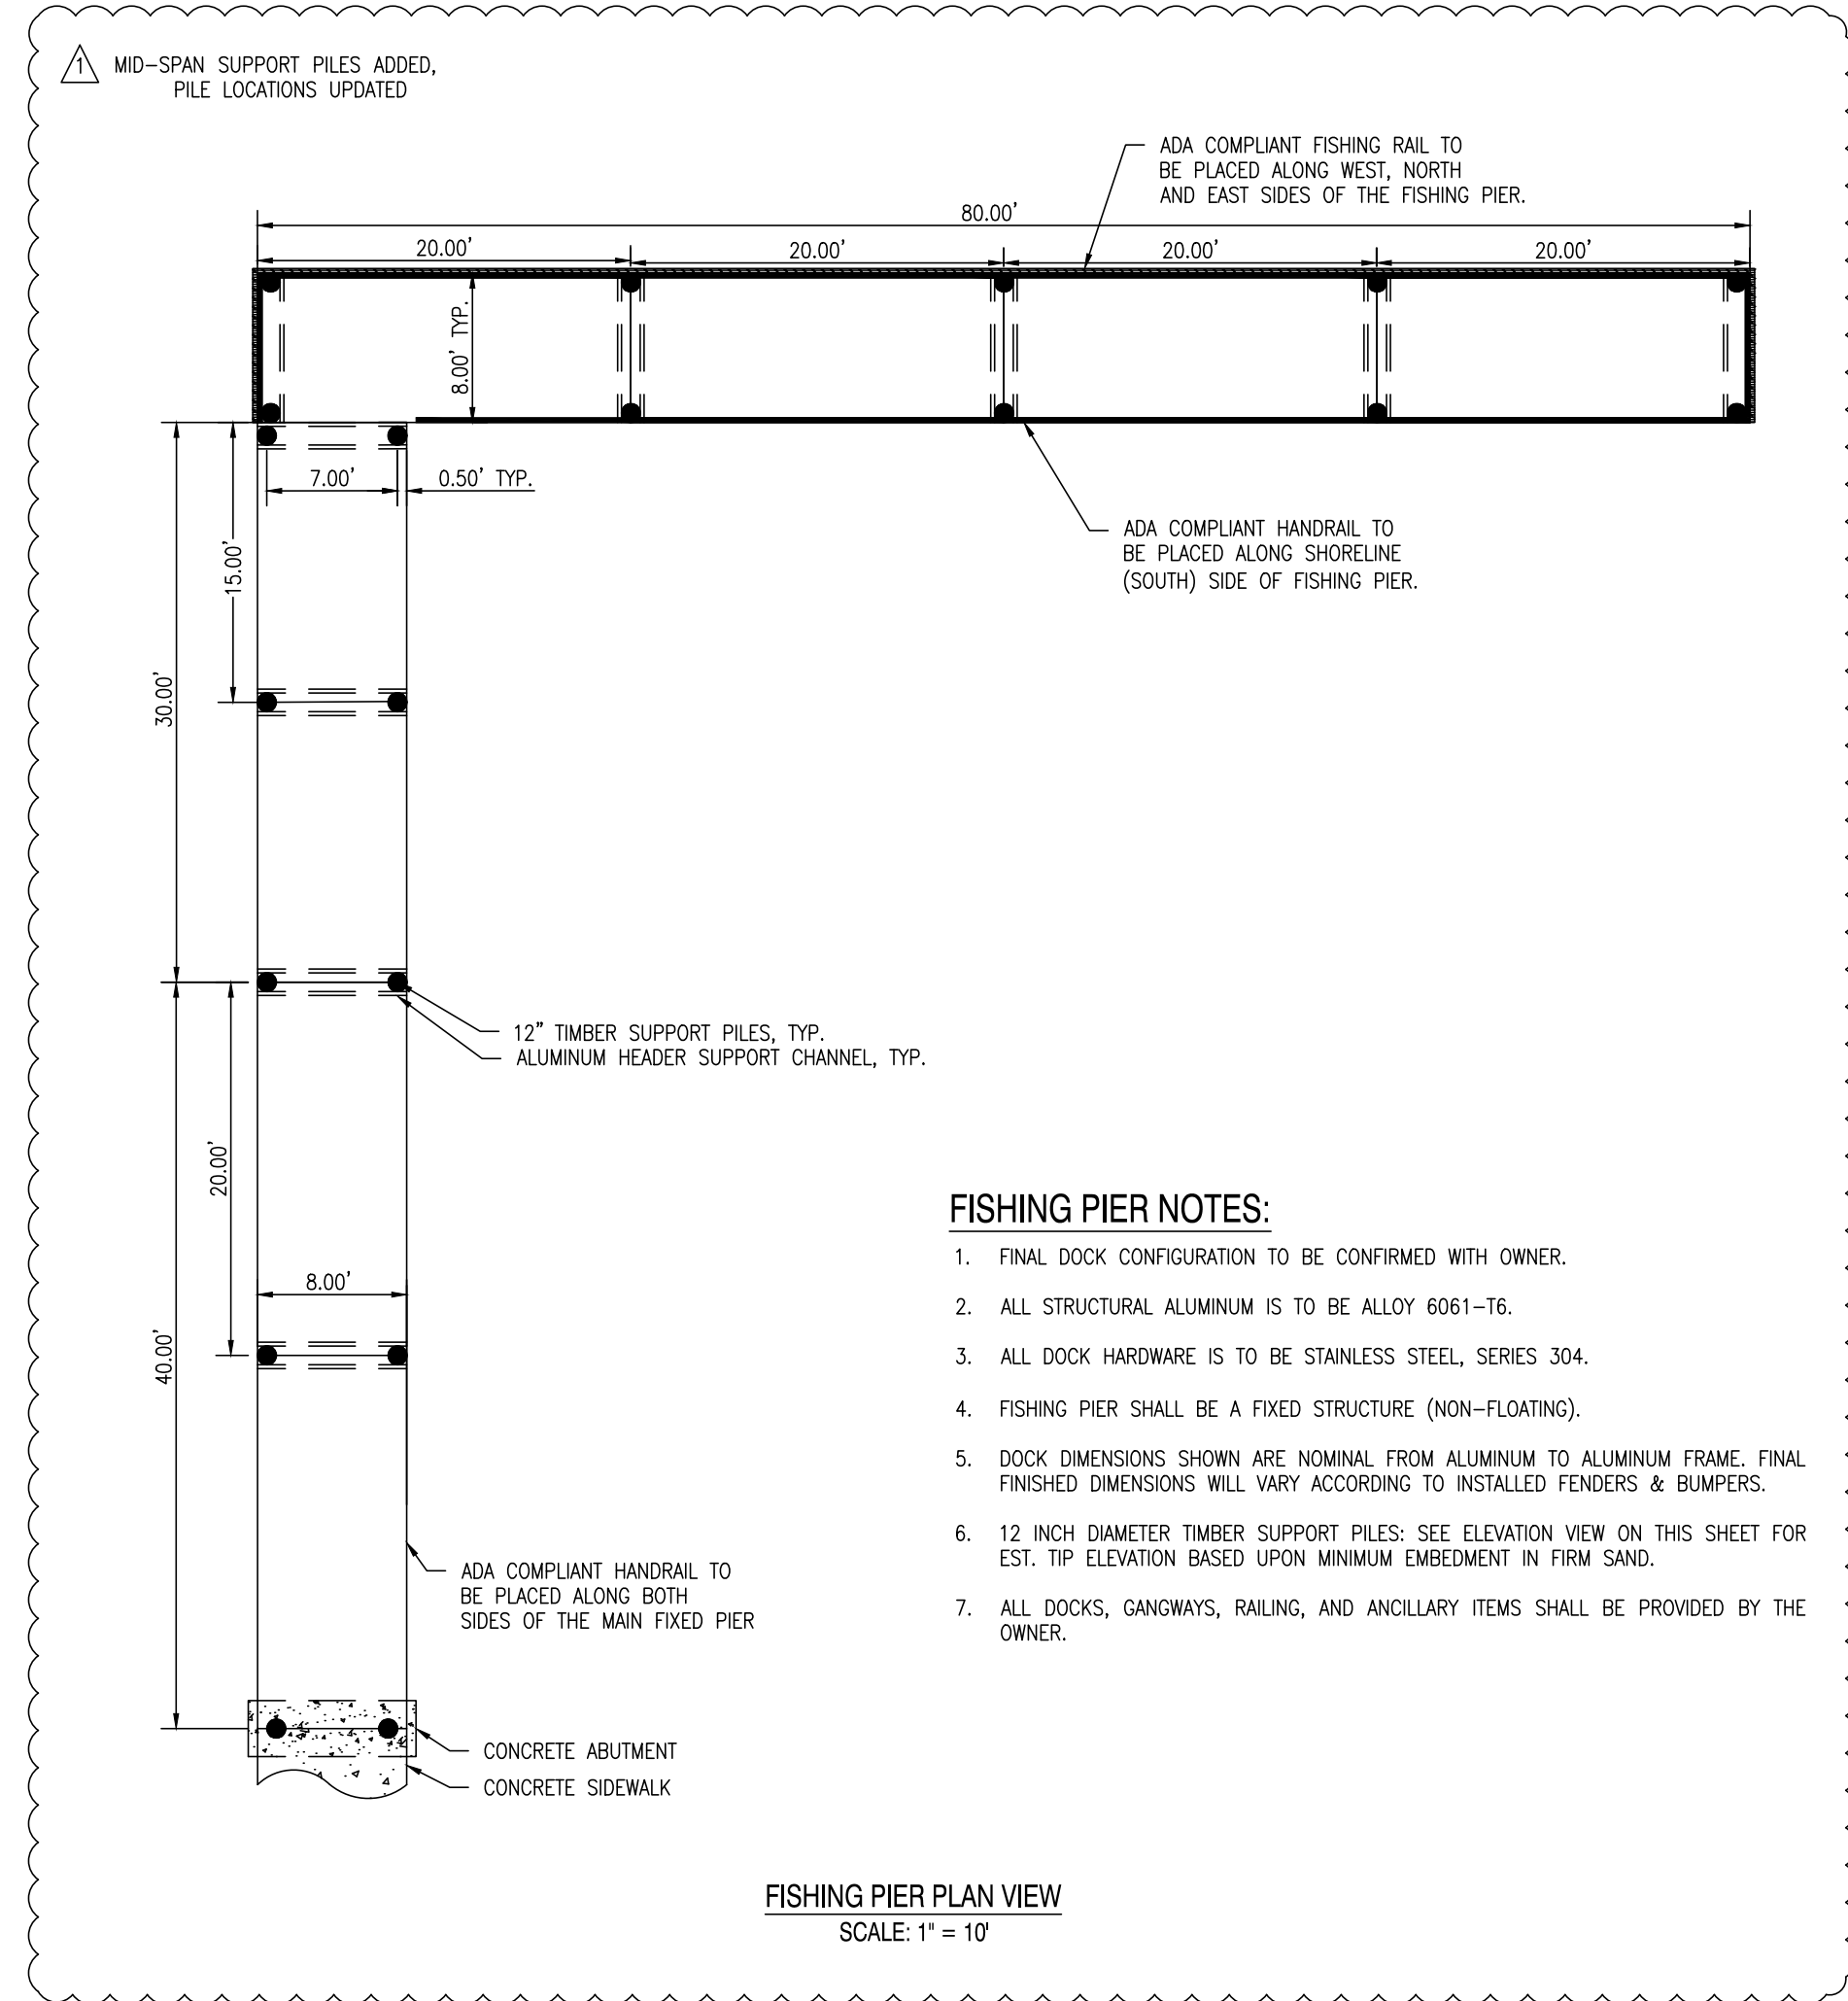 1
MID-SPAN SUPPORT PILES ADDED,
PILE LOCATIONS UPDATED
ADA COMPLIANT FISHING RAIL TO
BE PLACED ALONG WEST, NORTH
AND EAST SIDES OF THE FISHING PIER.
80.00'
20.00'
20.00'
20.00'
20.00'
8.00' TYP.
7.00'
0.50' TYP.
15.00'
30.00'
ADA COMPLIANT HANDRAIL TO
BE PLACED ALONG SHORELINE
(SOUTH) SIDE OF FISHING PIER.
12" TIMBER SUPPORT PILES, TYP.
ALUMINUM HEADER SUPPORT CHANNEL, TYP.
20.00'
8.00'
40.00'
ADA COMPLIANT HANDRAIL TO
BE PLACED ALONG BOTH
SIDES OF THE MAIN FIXED PIER
CONCRETE ABUTMENT
CONCRETE SIDEWALK
FISHING PIER NOTES:
1. FINAL DOCK CONFIGURATION TO BE CONFIRMED WITH OWNER.
2. ALL STRUCTURAL ALUMINUM IS TO BE ALLOY 6061-T6.
3. ALL DOCK HARDWARE IS TO BE STAINLESS STEEL, SERIES 304.
4. FISHING PIER SHALL BE A FIXED STRUCTURE (NON-FLOATING).
5. DOCK DIMENSIONS SHOWN ARE NOMINAL FROM ALUMINUM TO ALUMINUM FRAME. FINAL
FINISHED DIMENSIONS WILL VARY ACCORDING TO INSTALLED FENDERS & BUMPERS.
6. 12 INCH DIAMETER TIMBER SUPPORT PILES: SEE ELEVATION VIEW ON THIS SHEET FOR
EST. TIP ELEVATION BASED UPON MINIMUM EMBEDMENT IN FIRM SAND.
7. ALL DOCKS, GANGWAYS, RAILING, AND ANCILLARY ITEMS SHALL BE PROVIDED BY THE
OWNER.
FISHING PIER PLAN VIEW
SCALE: 1" = 10'